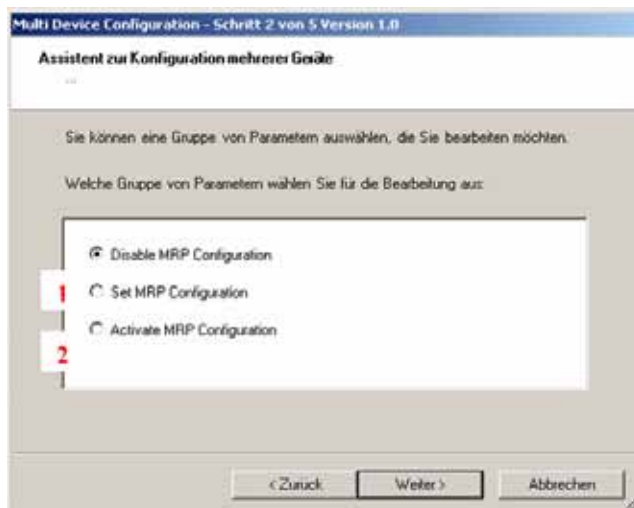 Multi Device Configuration - Schritt 2 von 5 Version 1.0
Assistent zur Konfiguration mehrerer Geräte
...
Sie können eine Gruppe von Parametern auswählen, die Sie bearbeiten möchten.
Welche Gruppe von Parametern wählen Sie für die Bearbeitung aus:
Disable MRP Configuration
1 Set MRP Configuration
Activate MRP Configuration
2
< Zurück Weiter > Abbrechen